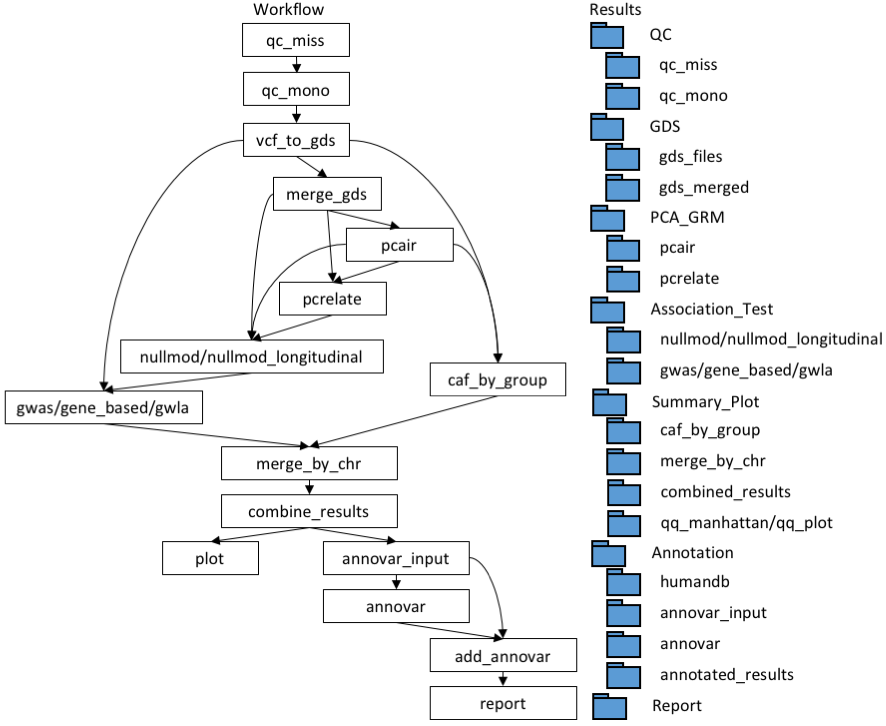 Workflow
qc_miss
qc_mono
vcf_to_gds
merge_gds
pcair
pcrelate
nullmod/nullmod_longitudinal
caf_by_group
gwas/gene_based/gwla
merge_by_chr
combine_results
plot
annovar_input
annovar
add_annovar
report
Results
QC
qc_miss
qc_mono
GDS
gds_files
gds_merged
PCA_GRM
pcair
pcrelate
Association_Test
nullmod/nullmod_longitudinal
gwas/gene_based/gwla
Summary_Plot
caf_by_group
merge_by_chr
combined_results
qq_manhattan/qq_plot
Annotation
humandb
annovar_input
annovar
annotated_results
Report